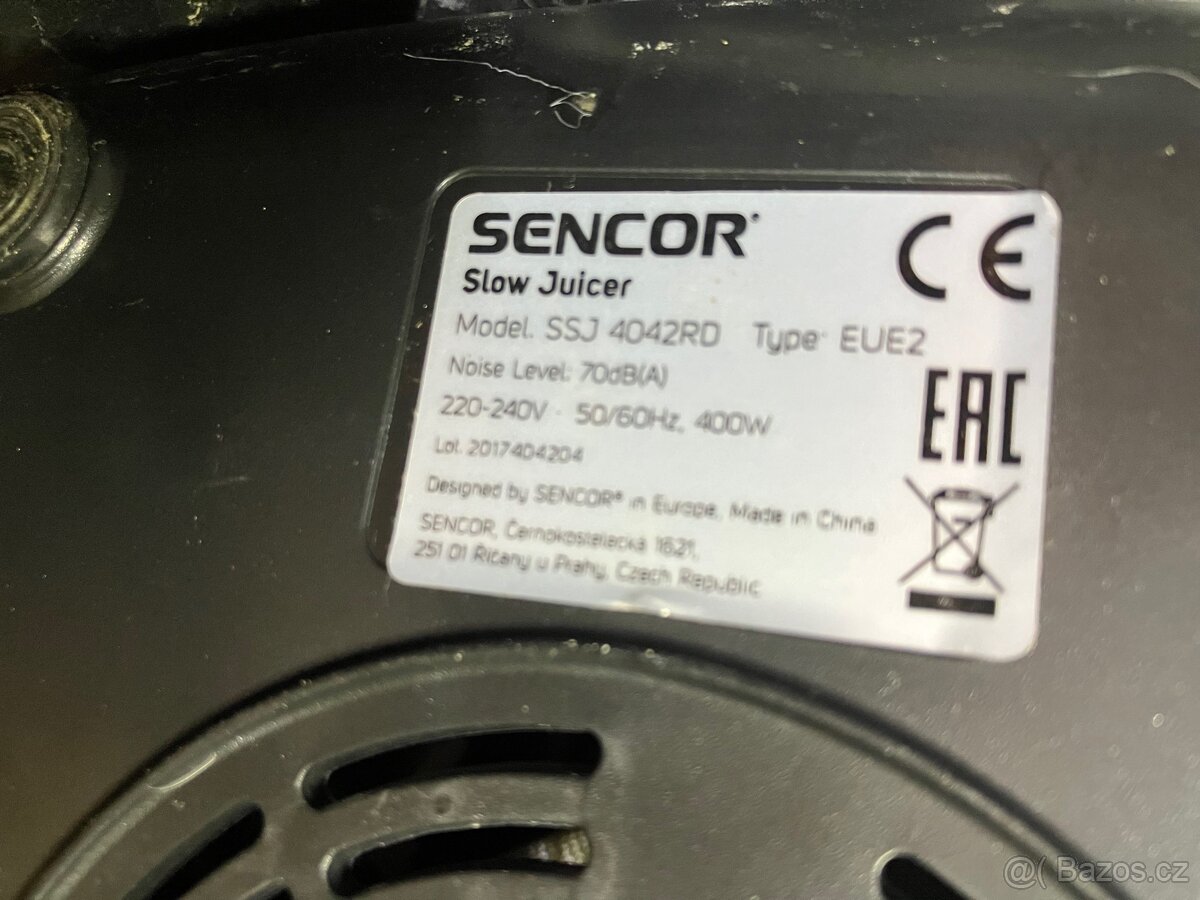 SENCOR®
CE
Slow Juicer
Model: SSJ 4042RD Type: EUE2
Noise Level: 70dB(A)
EAC
220-240V~ 50/60Hz, 400W
Lot: 2017404204
Designed by SENCOR® in Europe, Made in China
SENCOR, Černokostelecká 1621,
251 01 Říčany u Prahy, Czech Republic
@( Bazos.cz